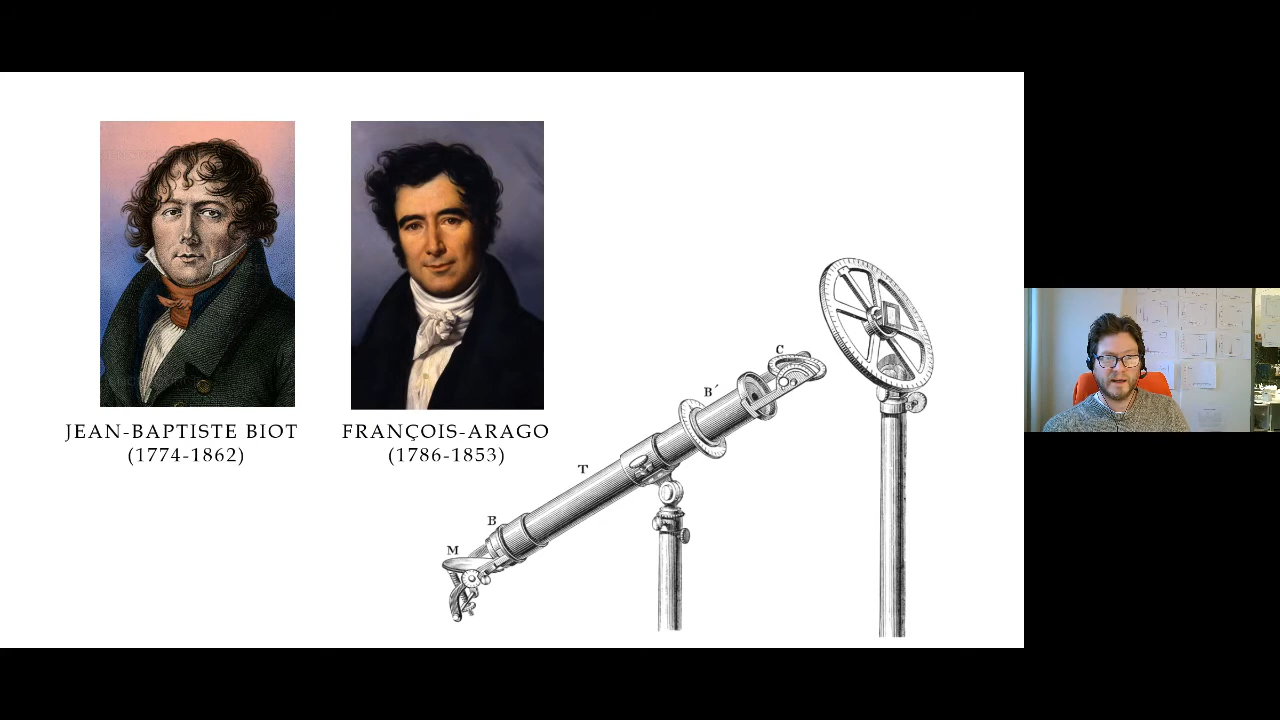 JEAN-BAPTISTE BIOT
(1774-1862)
FRANÇOIS-ARAGO
(1786-1853)
C
B´
T
B
M